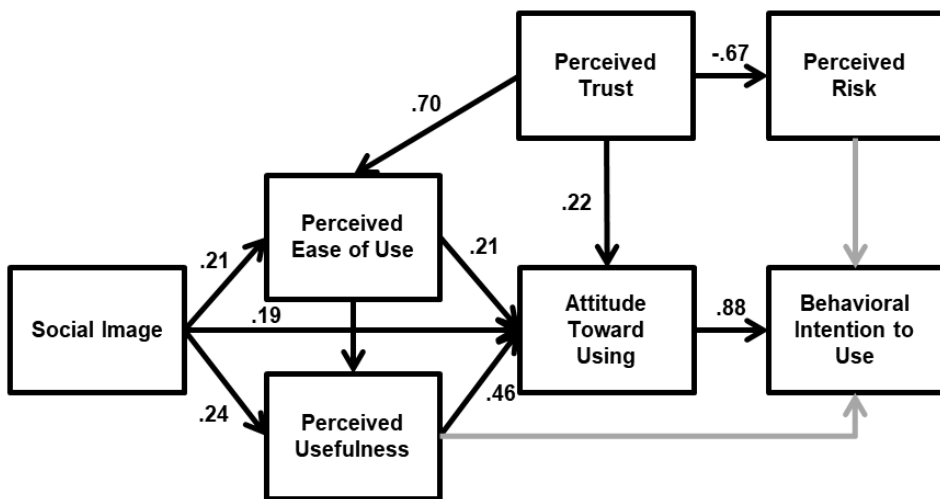 Perceived
Trust
-.67
Perceived
Risk
.70
.22
Perceived
Ease of Use
.21
.21
Social Image
.19
Attitude
Toward
Using
.88
Behavioral
Intention to
Use
.24
.46
Perceived
Usefulness